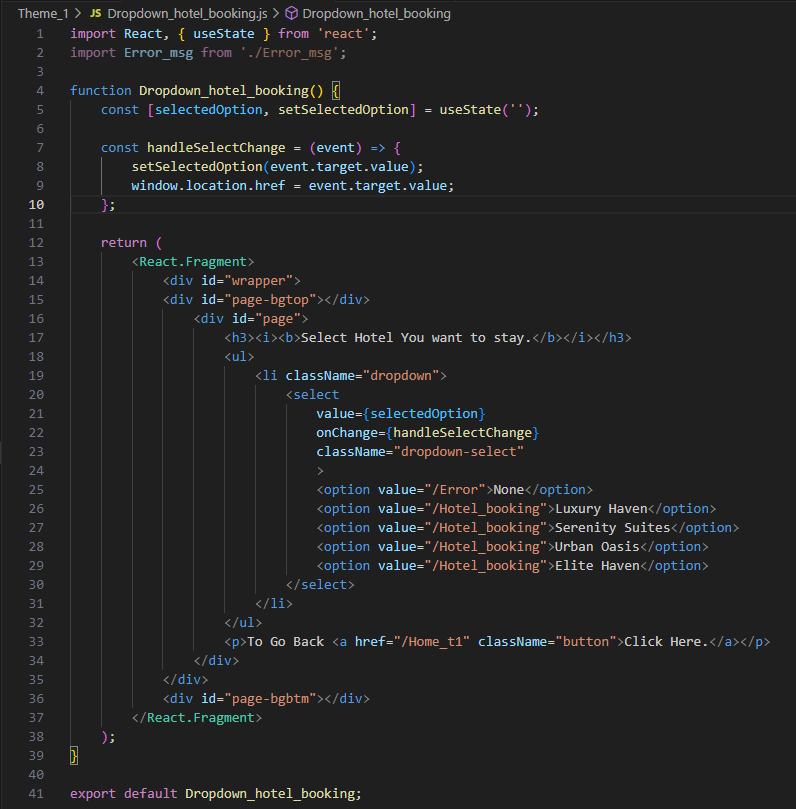 Theme_1 > JS Dropdown_hotel_booking.js > Dropdown_hotel_booking
1 import React, { useState } from 'react';
2 import Error_msg from './Error_msg';
3
4 function Dropdown_hotel_booking() {
5     const [selectedOption, setSelectedOption] = useState('');
6
7     const handleSelectChange = (event) => {
8         setSelectedOption(event.target.value);
9         window.location.href = event.target.value;
10     };
11
12     return (
13         <React.Fragment>
14             <div id="wrapper">
15             <div id="page-bgtop"></div>
16                 <div id="page">
17                     <h3><i><b>Select Hotel You want to stay.</b></i></h3>
18                     <ul>
19                         <li className="dropdown">
20                             <select
21                                 value={selectedOption}
22                                 onChange={handleSelectChange}
23                                 className="dropdown-select"
24                                 >
25                                 <option value="/Error">None</option>
26                                 <option value="/Hotel_booking">Luxury Haven</option>
27                                 <option value="/Hotel_booking">Serenity Suites</option>
28                                 <option value="/Hotel_booking">Urban Oasis</option>
29                                 <option value="/Hotel_booking">Elite Haven</option>
30                             </select>
31                         </li>
32                     </ul>
33                     <p>To Go Back <a href="/Home_t1" className="button">Click Here.</a></p>
34                 </div>
35             </div>
36             <div id="page-bgbtm"></div>
37         </React.Fragment>
38     );
39 }
40
41 export default Dropdown_hotel_booking;